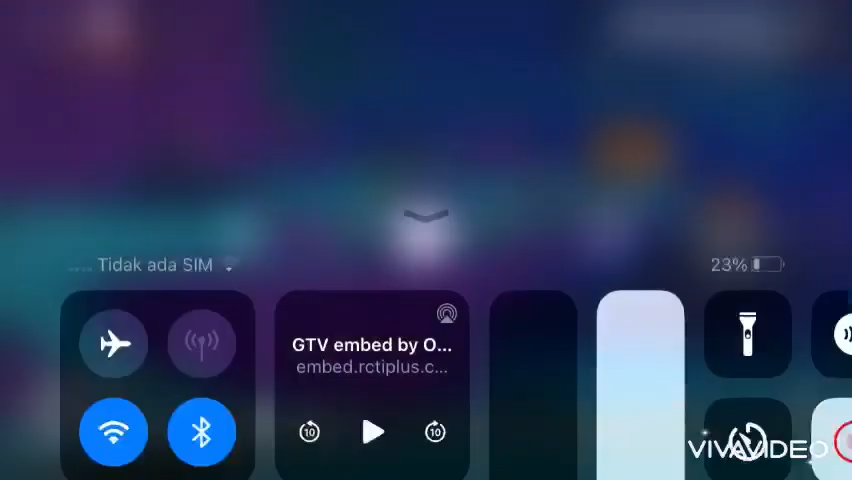 Tidak ada SIM
23%
GTV embed by O...
embed.rctiplus.c...
10
10
VIVAVIDEO